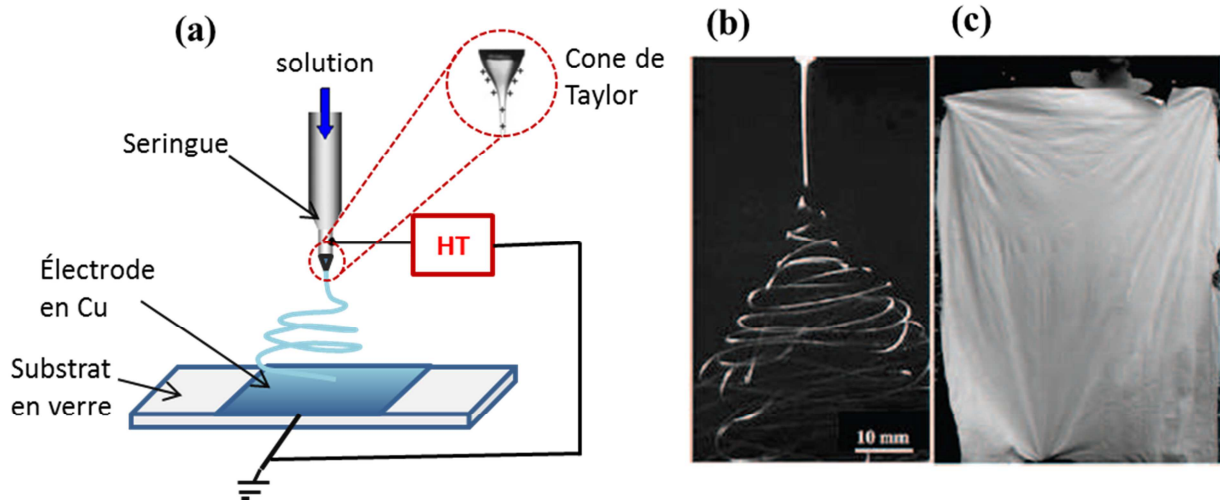 (a)
solution
Cone de
Taylor
Seringue
HT
Électrode
en Cu
Substrat
en verre
(b)
10 mm
(c)